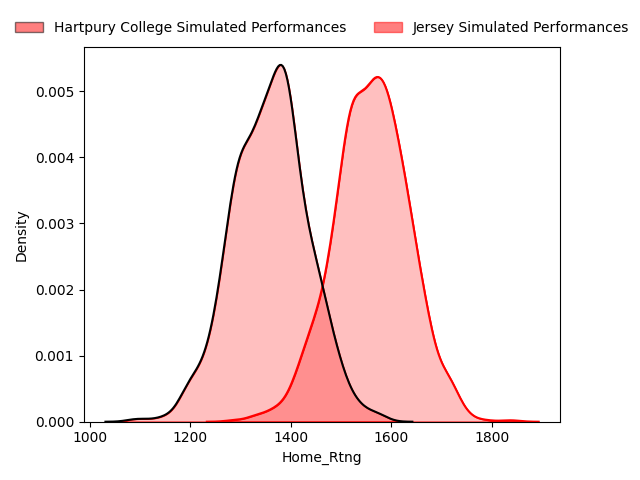 Hartpury College Simulated Performances Jersey Simulated Performances
0.005
0.004
0.003
0.002
0.001
0.000
Density
1000 1200 1400 1600 1800
Home_Rtng